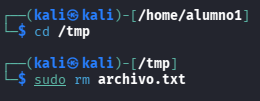 ┌──(kali㉿kali)-[/home/alumno1]
└─$ cd /tmp
┌──(kali㉿kali)-[/tmp]
└─$ sudo rm archivo.txt